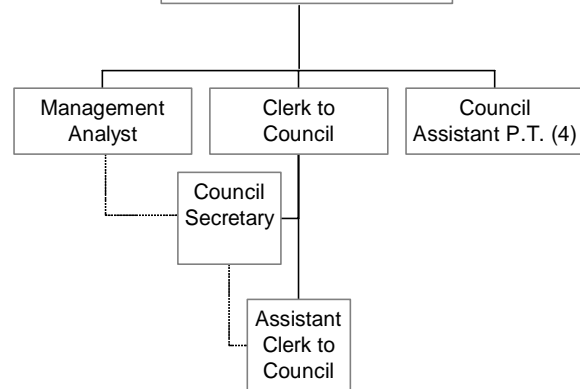 Management
Analyst
Clerk to
Council
Council
Assistant P.T. (4)
Council
Secretary
Assistant
Clerk to
Council